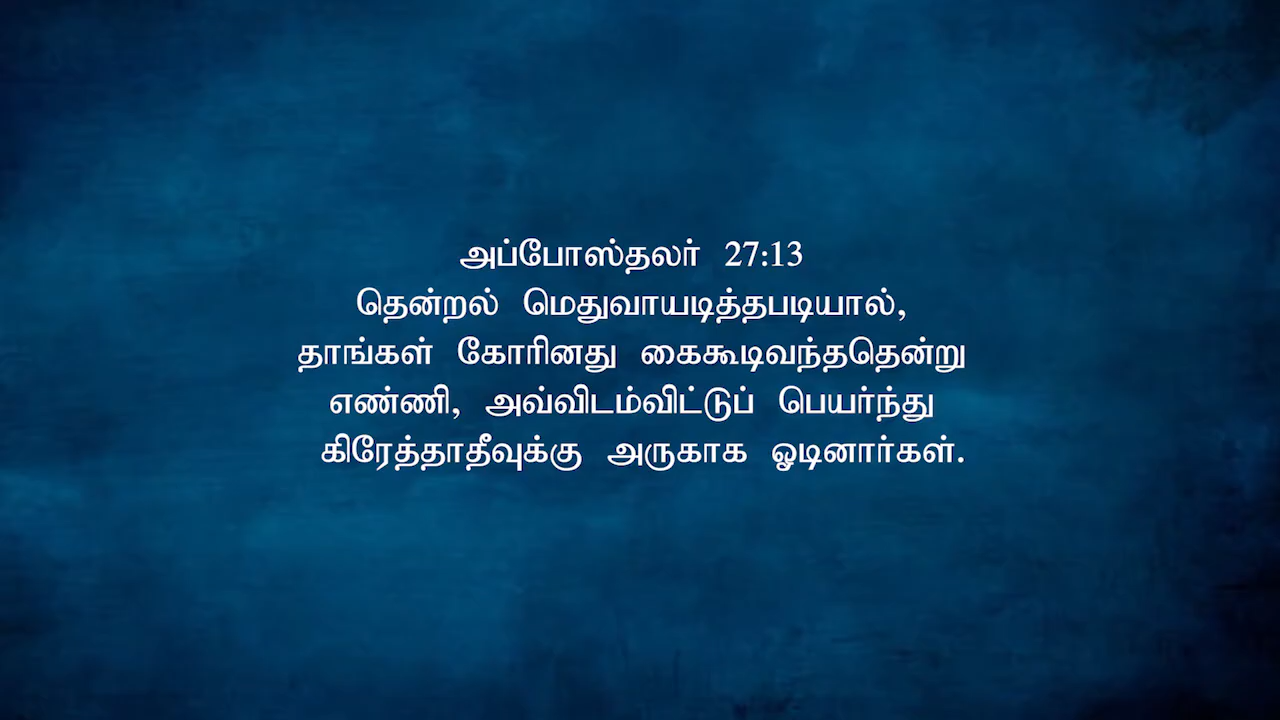 அப்போஸ்தலர் 27:13
தென்றல் மெதுவாயடித்தபடியால்,
தாங்கள் கோரினது கைகூடிவந்ததென்று
எண்ணி, அவ்விடம்விட்டுப் பெயர்ந்து
கிரேத்தாதீவுக்கு அருகாக ஓடினார்கள்.